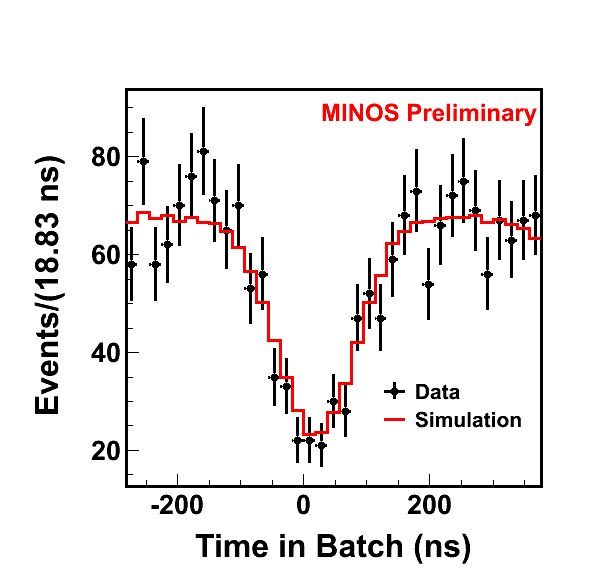 MINOS Preliminary
Events/(18.83 ns)
80
60
40
20
Data
Simulation
-200 0 200
Time in Batch (ns)